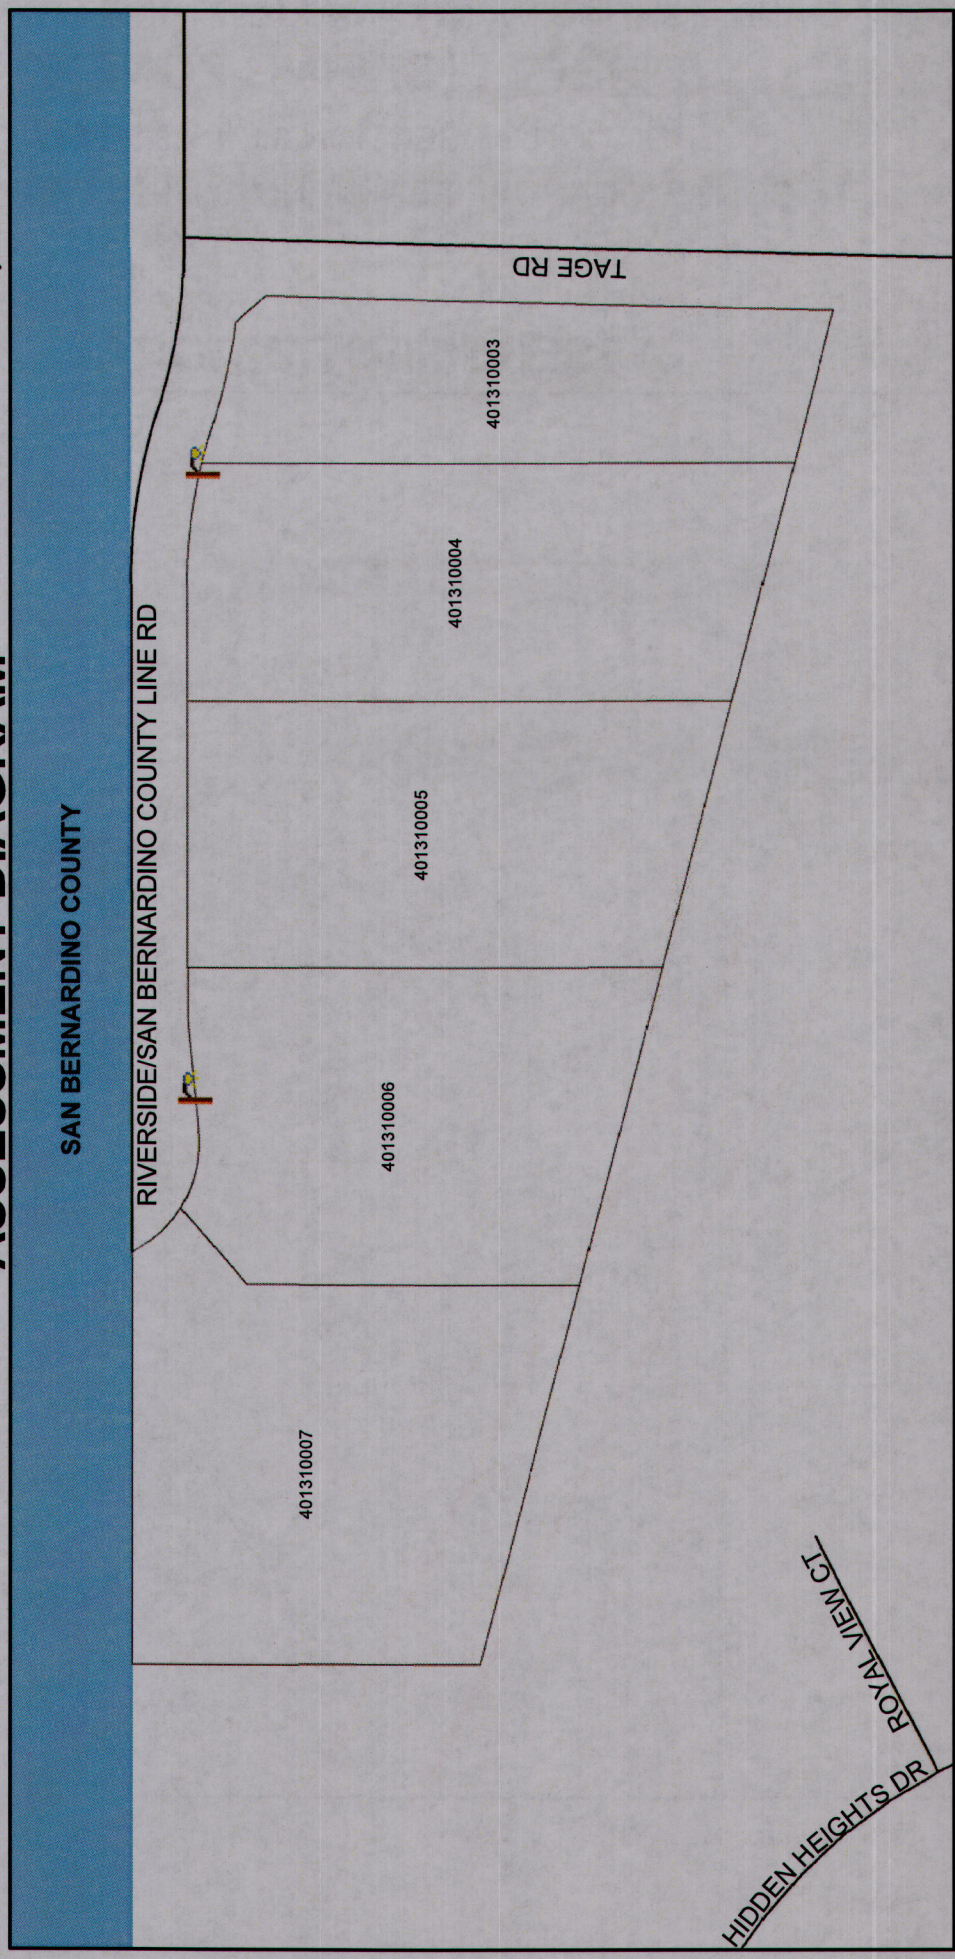 SAN BERNARDINO COUNTY
RIVERSIDE/SAN BERNARDINO COUNTY LINE RD
401310007
401310006
401310005
401310004
401310003
TAGE RD
ROYAL VIEW CT
HIDDEN HEIGHTS DR